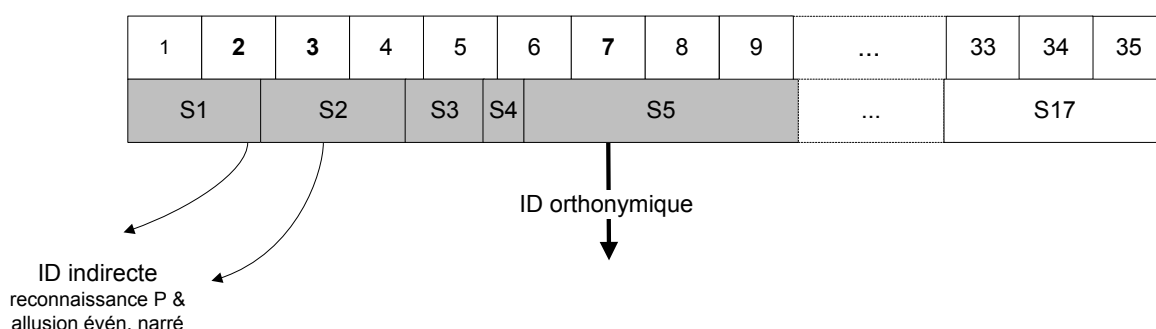 1 2 3 4 5 6 7 8 9 ... 33 34 35
S1 S2 S3 S4 S5 ... S17
ID orthonymique
ID indirecte
reconnaissance P &
allusion évén. narré